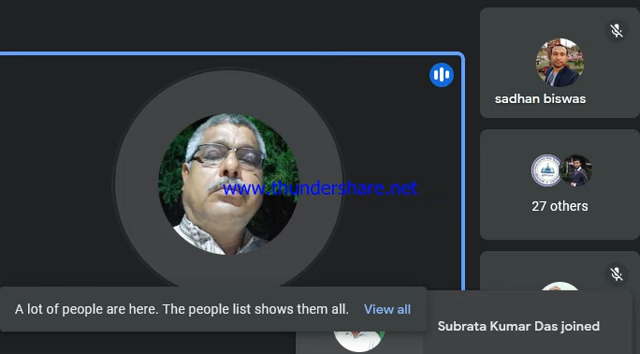 sadhan biswas
www.thundershare.net
27 others
A lot of people are here. The people list shows them all. View all
Subrata Kumar Das joined